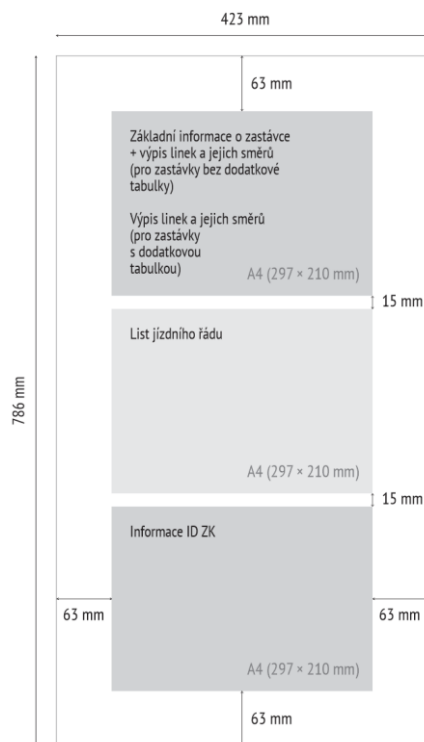 423 mm
63 mm
Základní informace o zastávce
+ výpis linek a jejich směrů
(pro zastávky bez dodatkové
tabulky)
Výpis linek a jejich směrů
(pro zastávky
s dodatkovou
tabulkou)
A4 (297 × 210 mm)
15 mm
List jízdního řádu
786 mm
A4 (297 × 210 mm)
15 mm
Informace ID ZK
63 mm
63 mm
A4 (297 × 210 mm)
63 mm